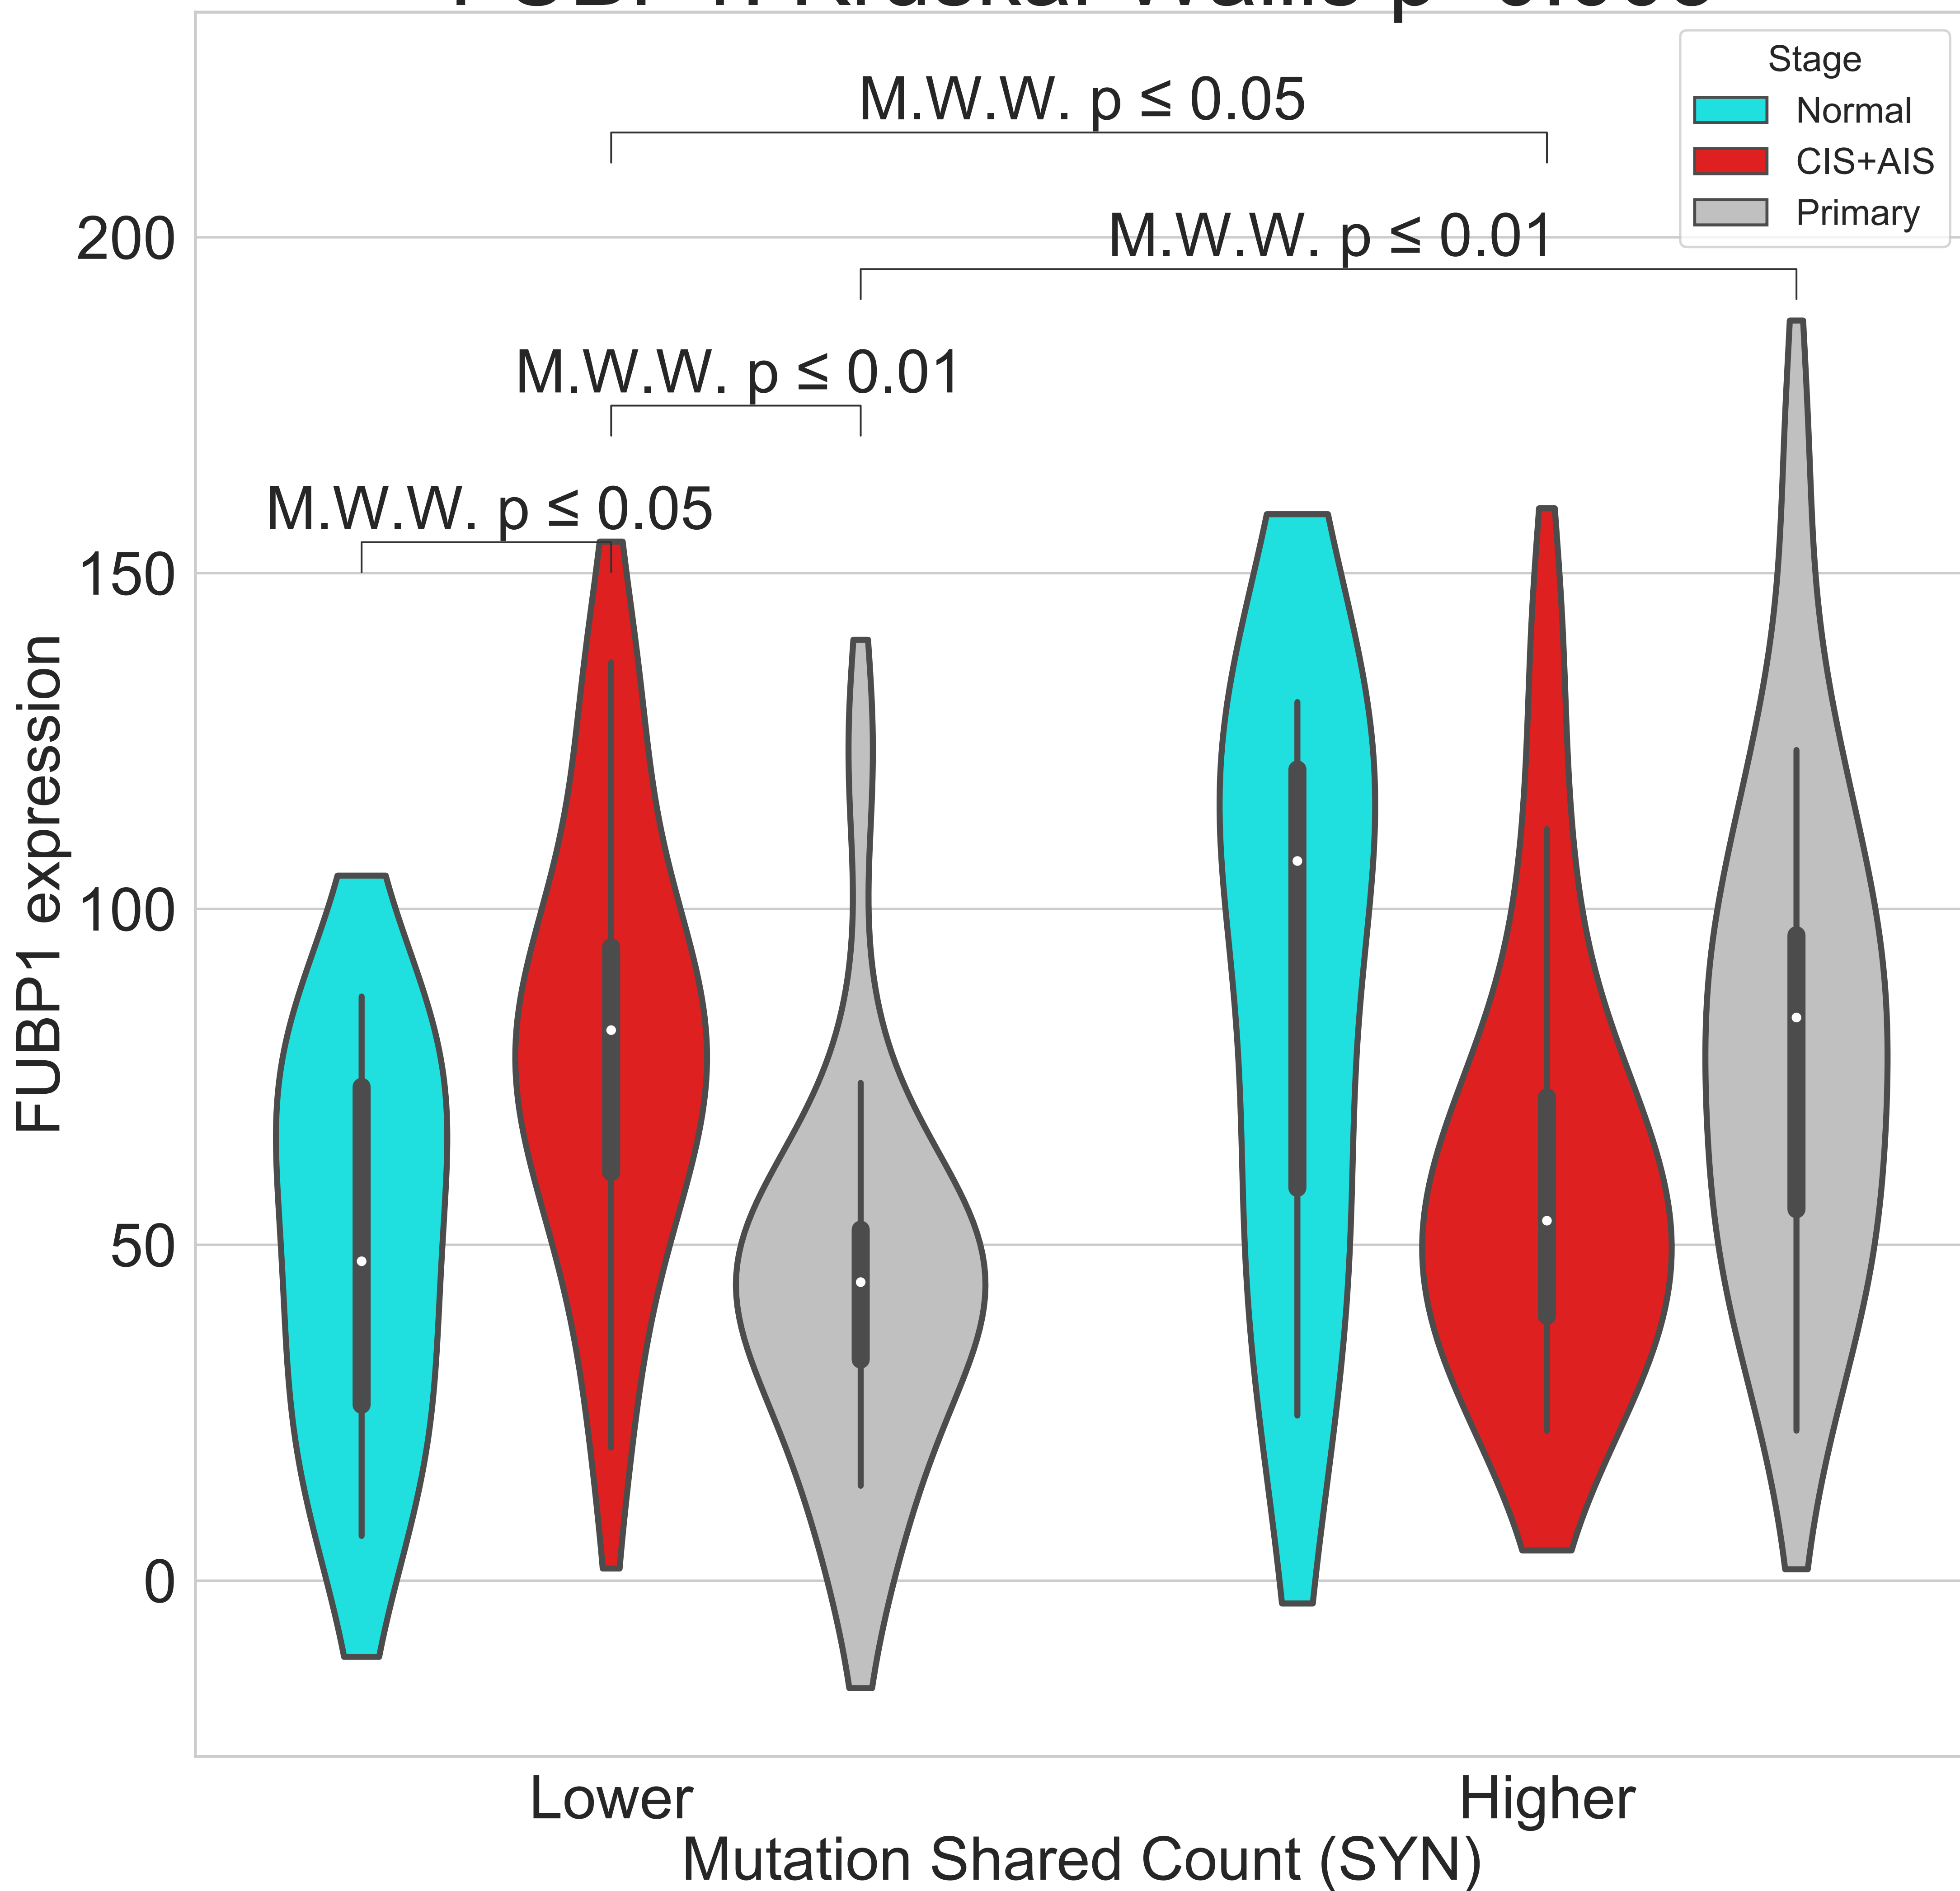 Stage
Normal
CIS+AIS
Primary
M.W.W. p ≤ 0.05
M.W.W. p ≤ 0.01
M.W.W. p ≤ 0.01
M.W.W. p ≤ 0.05
200
150
100
50
0
FUBP1 expression
Lower
Higher
Mutation Shared Count (SYN)